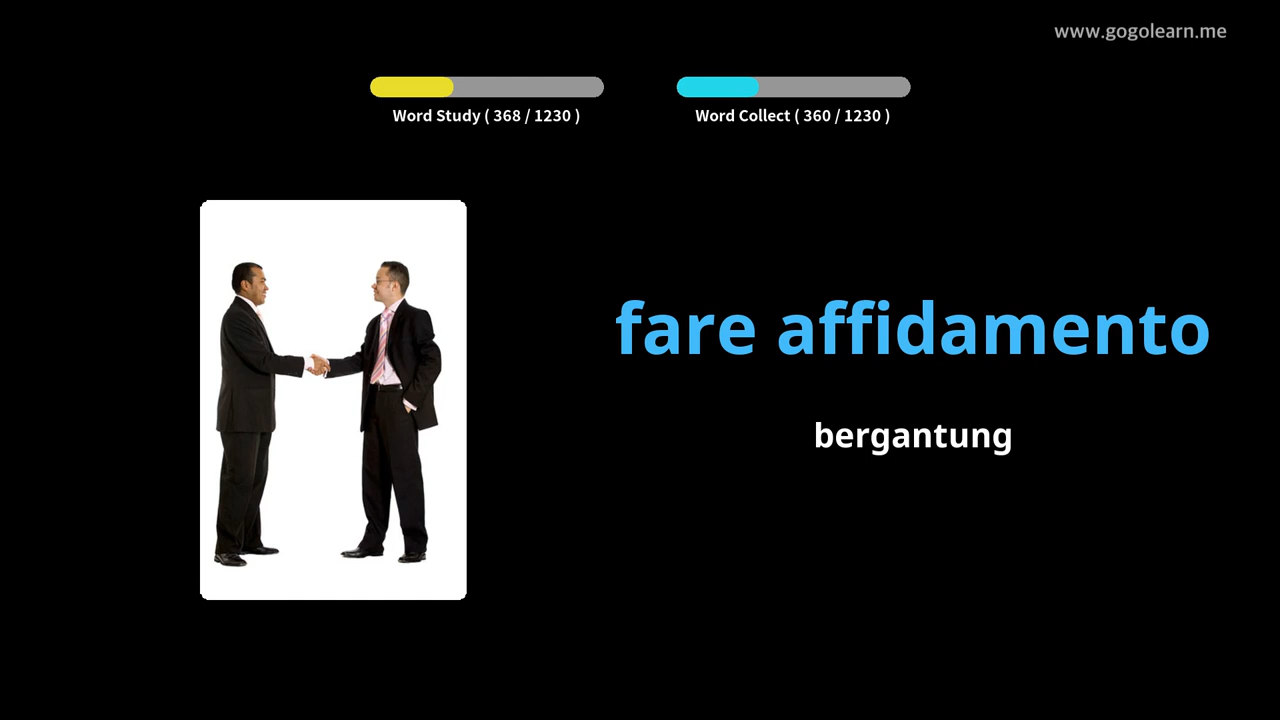 www.gogolearn.me
Word Study ( 368 / 1230 )
Word Collect ( 360 / 1230 )
fare affidamento
bergantung